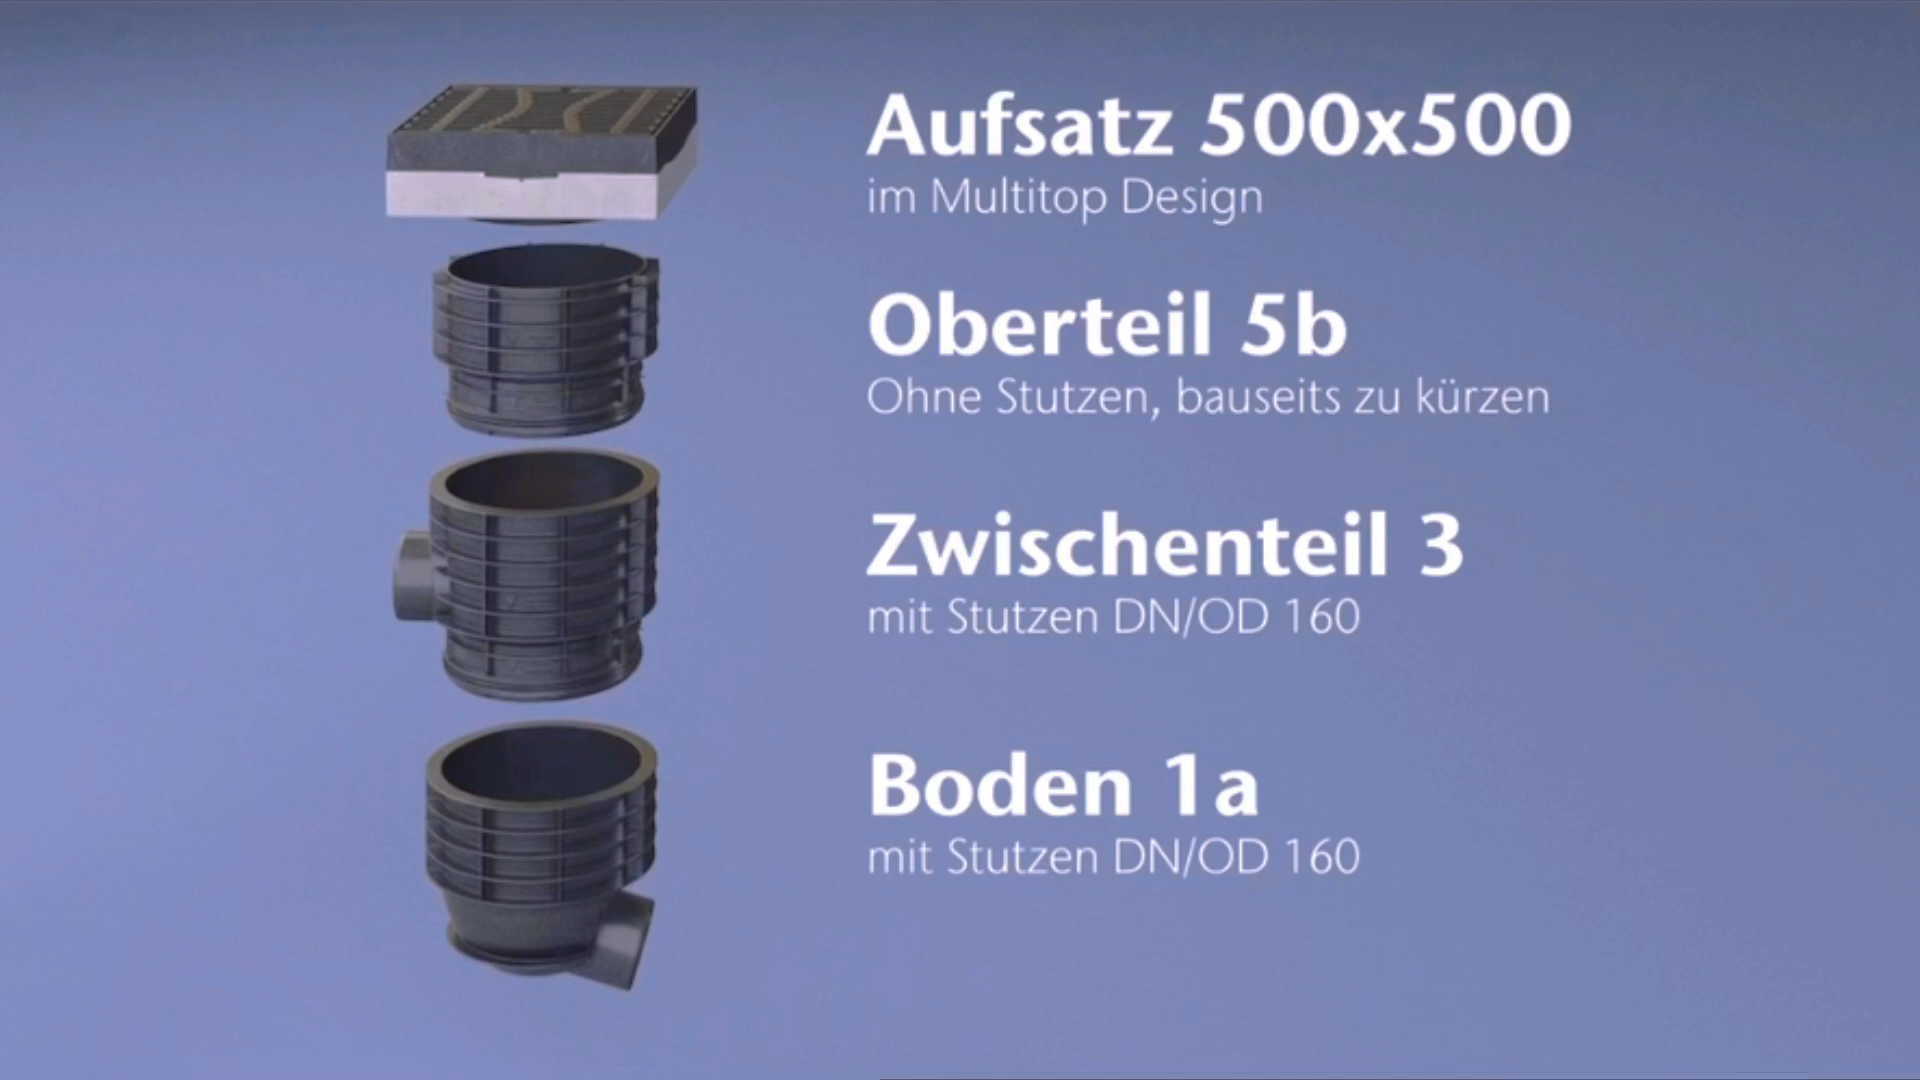 Aufsatz 500x500
im Multitop Design
Oberteil 5b
Ohne Stutzen, bauseits zu kürzen
Zwischenteil 3
mit Stutzen DN/OD 160
Boden 1a
mit Stutzen DN/OD 160